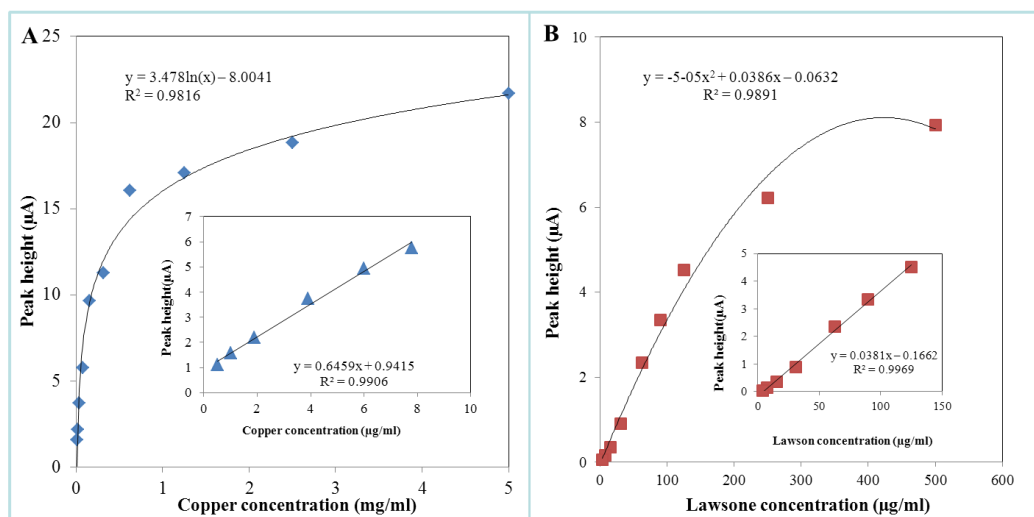 A
25
20
15
10
5
0
Peak height (µA)
y = 3.478ln(x) – 8.0041
R² = 0.9816
7
6
5
4
3
2
1
0
Peak height(µA)
y = 0.6459x + 0.9415
R² = 0.9906
0 2 4 6 8 10
Copper concentration (µg/ml)
0 1 2 3 4 5
Copper concentration (mg/ml)
B
10
8
6
4
2
0
Peak height (µA)
y = -5-05x² + 0.0386x – 0.0632
R² = 0.9891
5
4
3
2
1
0
Peak height(µA)
y = 0.0381x – 0.1662
R² = 0.9969
0 50 100 150
Lawson concentration (µg/ml)
0 100 200 300 400 500 600
Lawsone concentration (µg/ml)